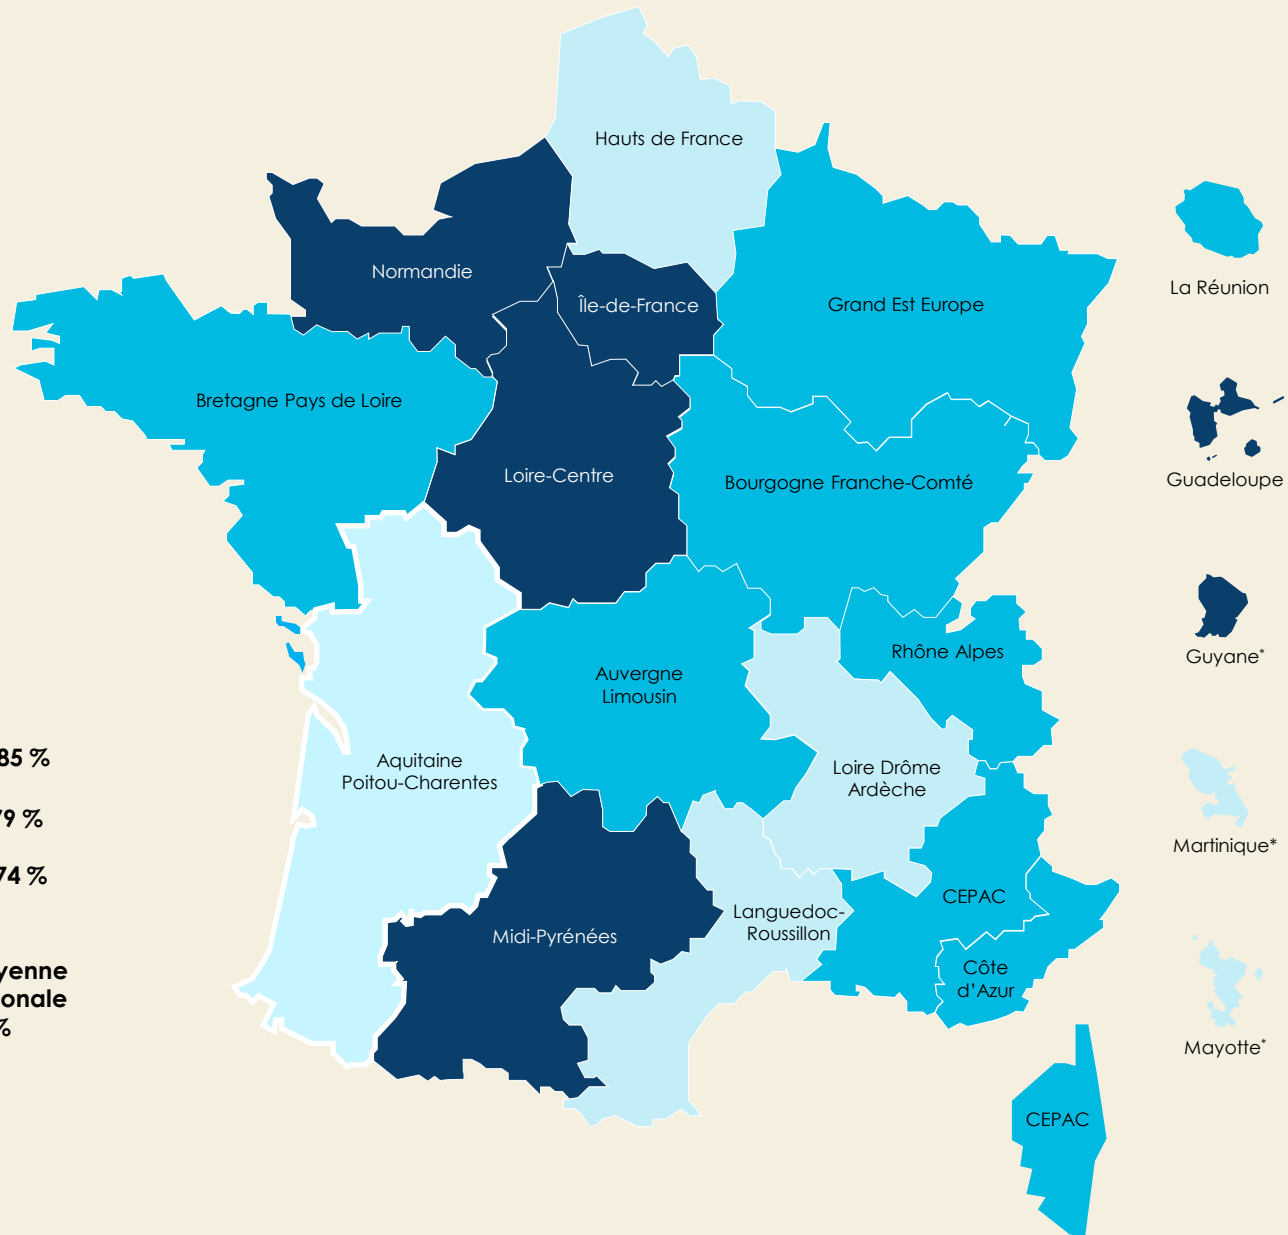 Hauts de France
Normandie
Île-de-France
Grand Est Europe
La Réunion
Bretagne Pays de Loire
Loire-Centre
Bourgogne Franche-Comté
Guadeloupe
Rhône Alpes
Guyane*
Auvergne
Limousin
85 %
Aquitaine
Poitou-Charentes
Loire Drôme
Ardèche
79 %
Martinique*
74 %
CEPAC
Languedoc-
Roussillon
Midi-Pyrénées
Côte
d'Azur
%
Mayotte*
CEPAC